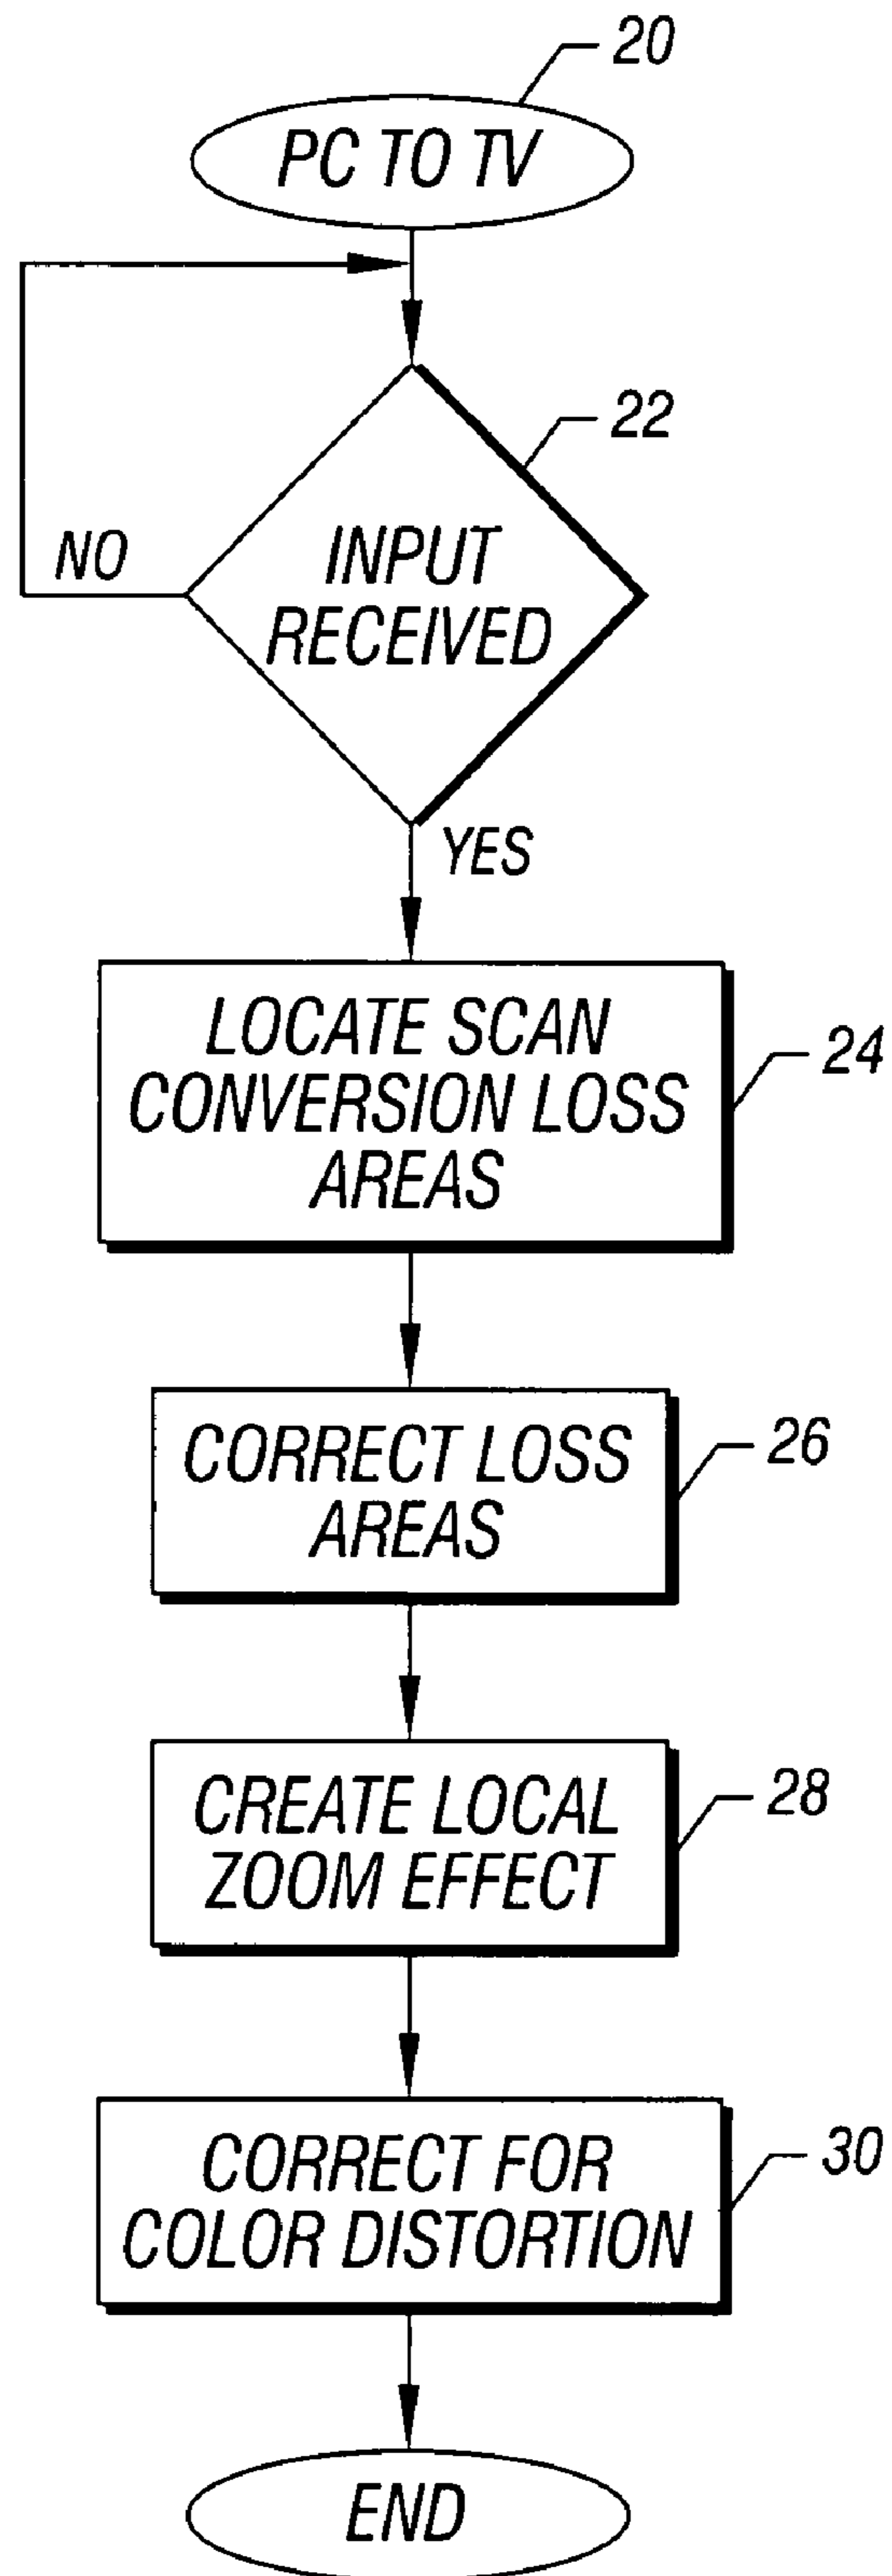 20
PC TO TV
22
INPUT
RECEIVED
NO
YES
LOCATE SCAN
CONVERSION LOSS
AREAS
24
CORRECT LOSS
AREAS
26
CREATE LOCAL
ZOOM EFFECT
28
CORRECT FOR
COLOR DISTORTION
30
END